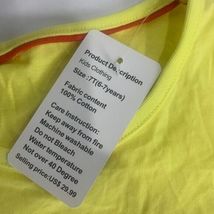 Product Description
Kids Clothing
Size :7T(6-7years)
Fabric content
100% Cotton
Care Instruction:
Keep away from fire
Machine washable
Do not Bleach
Water temperature
Not over 40 Degree
Selling price:US$ 29.99